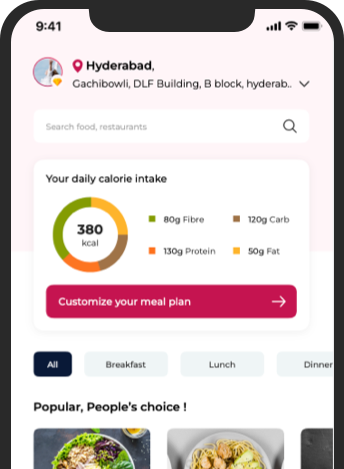 9:41
Hyderabad,
Gachibowli, DLF Building, B block, hyderab..
Search food, restaurants
Your daily calorie intake
380
kcal
80g Fibre
120g Carb
130g Protein
50g Fat
Customize your meal plan
All
Breakfast
Lunch
Dinner
Popular, People's choice !